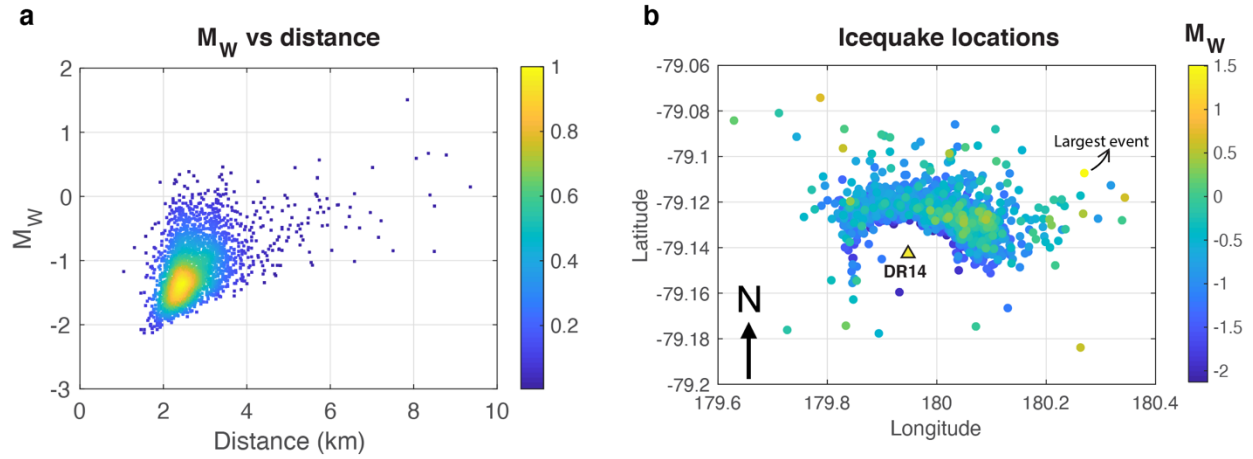 a
M_W vs distance
2
1
0
-1
-2
-3
M_W
0 2 4 6 8 10
Distance (km)
1
0.8
0.6
0.4
0.2
b
Icequake locations
-79.06
-79.08
-79.1
-79.12
-79.14
-79.16
-79.18
-79.2
Latitude
Largest event
DR14
N
179.6 179.8 180 180.2 180.4
Longitude
M_W
1.5
1
0.5
0
-0.5
-1
-1.5
-2